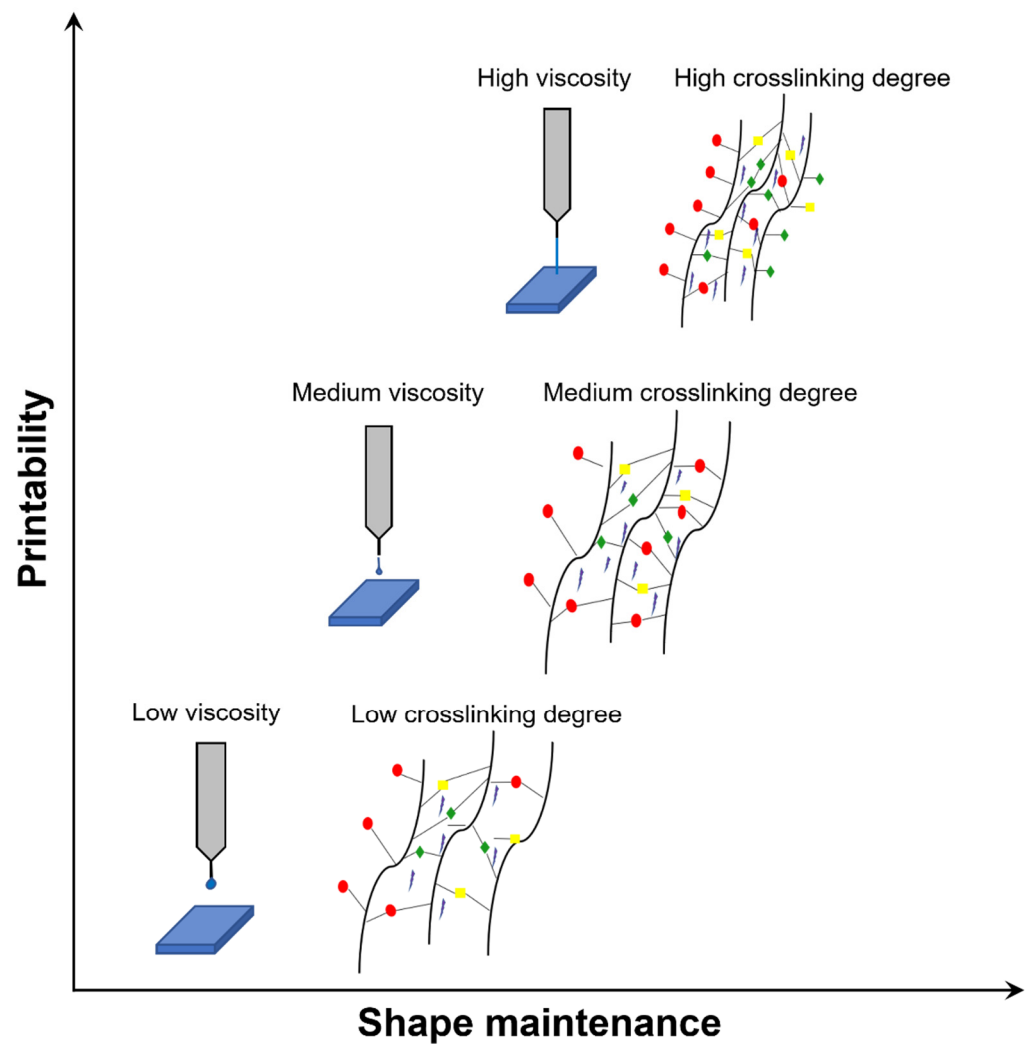 High viscosity
High crosslinking degree
Medium viscosity
Medium crosslinking degree
Low viscosity
Low crosslinking degree
Printability
Shape maintenance